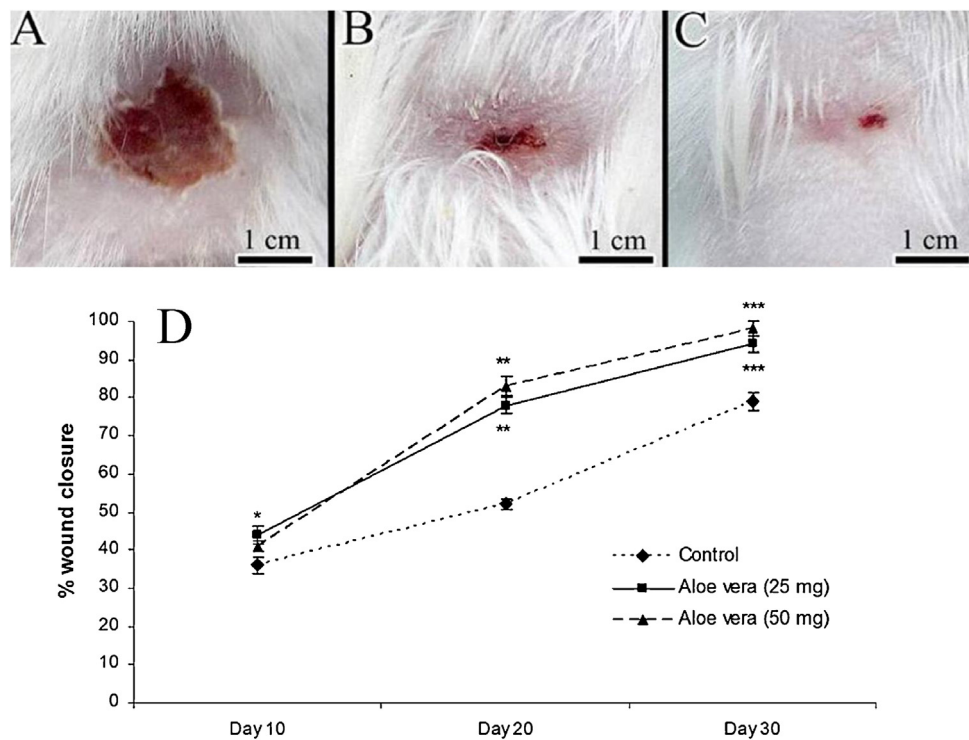 A
B
C
1 cm
1 cm
1 cm
D
% wound closure
100
90
80
70
60
50
40
30
20
10
0
*
**
**
***
***
Control
Aloe vera (25 mg)
Aloe vera (50 mg)
Day 10
Day 20
Day 30